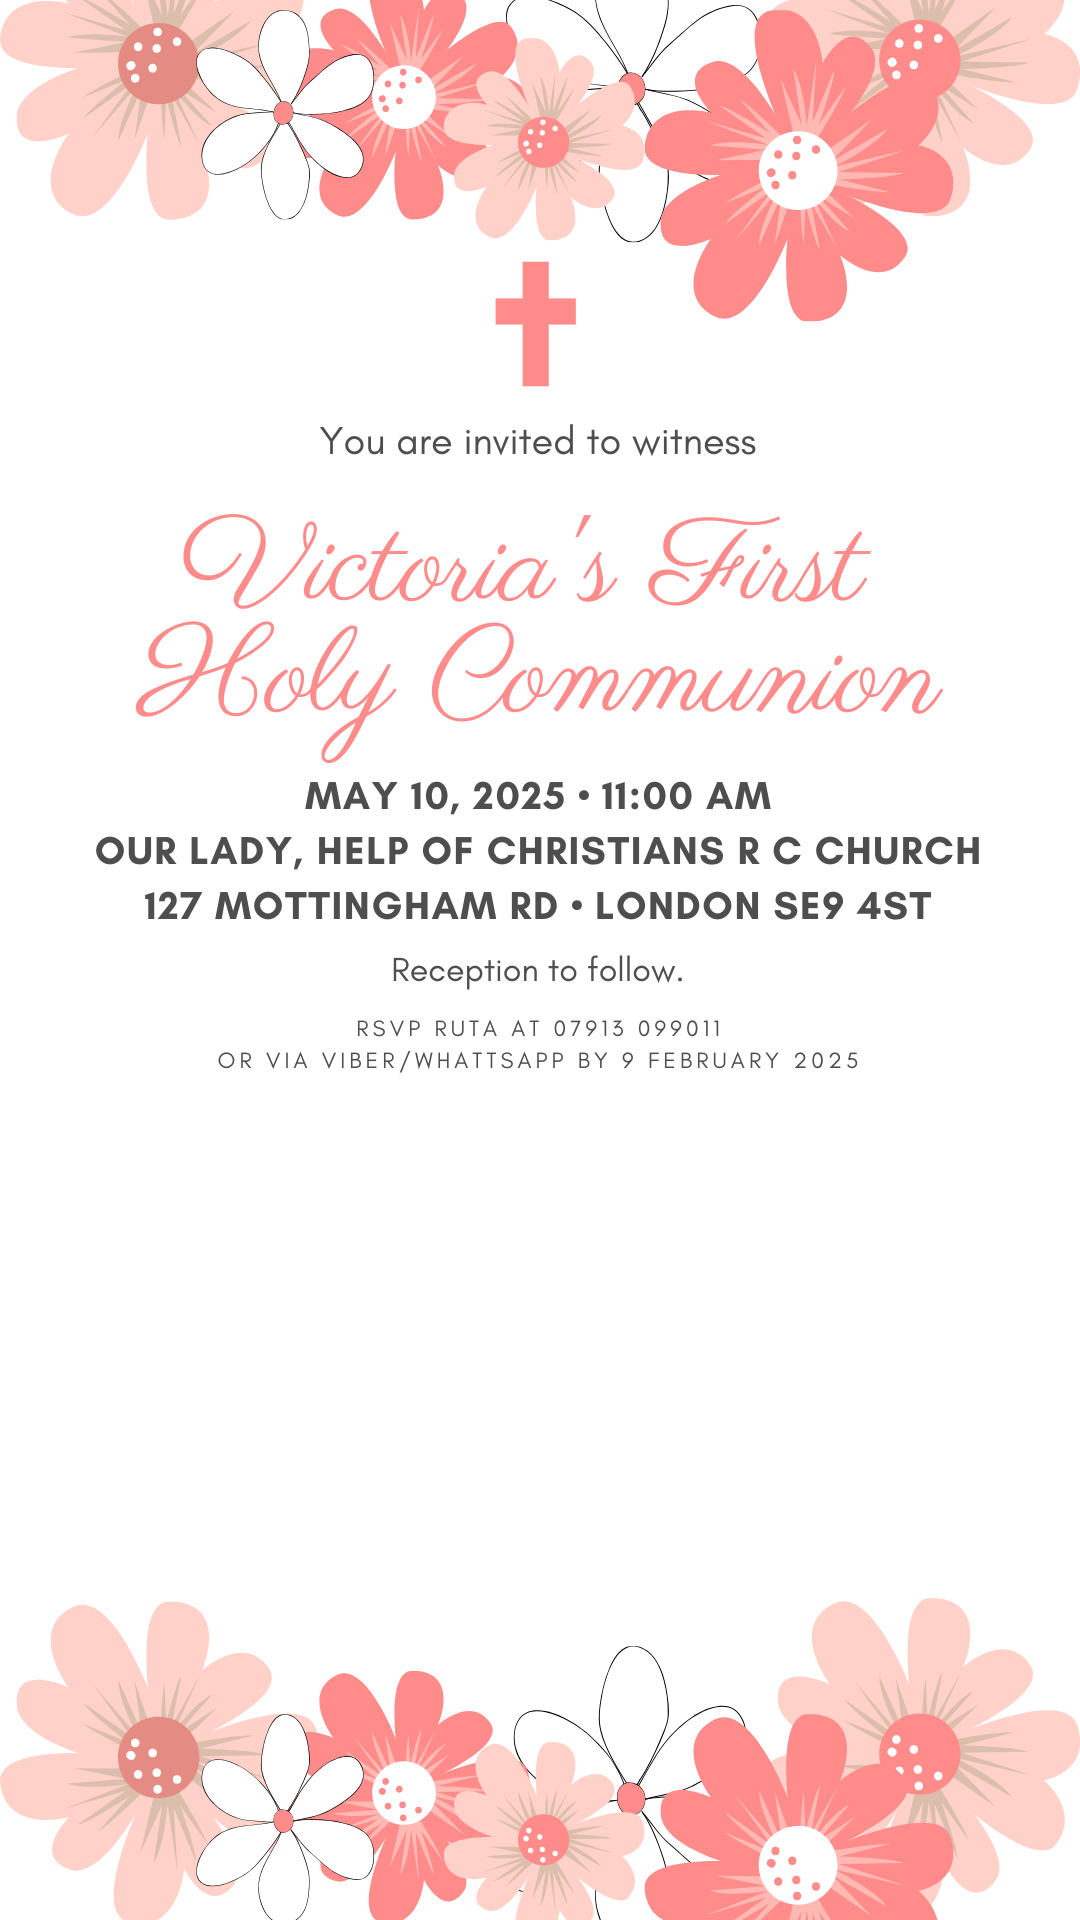 You are invited to witness
Victoria's First
Holy Communion
MAY 10, 2025 • 11:00 AM
OUR LADY, HELP OF CHRISTIANS R C CHURCH
127 MOTTINGHAM RD • LONDON SE9 4ST
Reception to follow.
RSVP RUTA AT 07913 099011
OR VIA VIBER/WHATTSAPP BY 9 FEBRUARY 2025